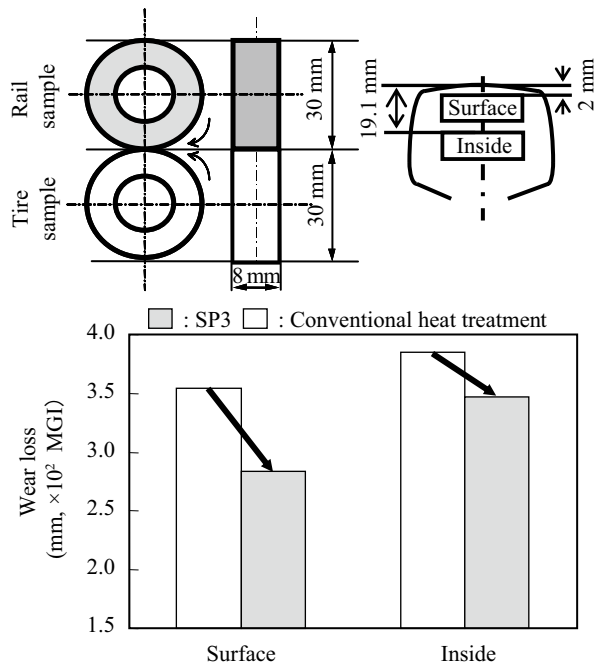 Rail
sample
Tire
sample
30 mm
30 mm
8 mm
19.1 mm
Surface
Inside
2 mm
: SP3 : Conventional heat treatment
Wear loss
(mm, ×10² MGI)
4.0
3.5
3.0
2.5
2.0
1.5
Surface Inside